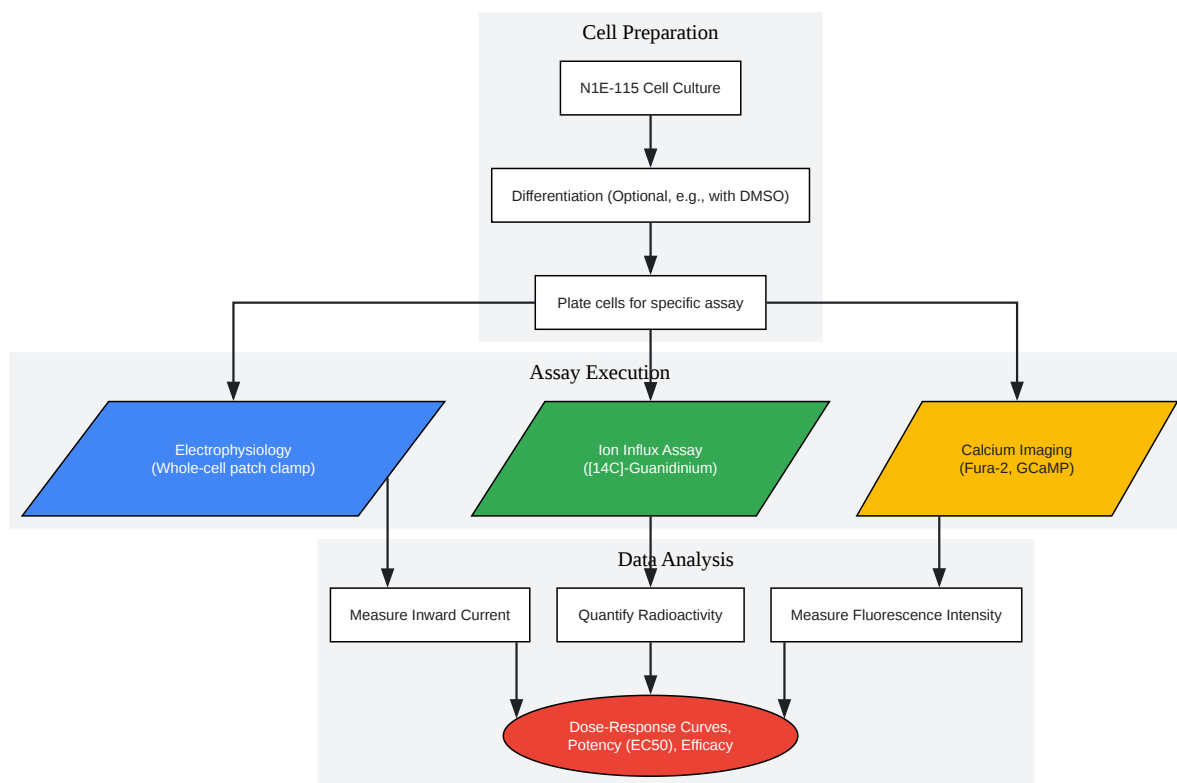 Cell Preparation
N1E-115 Cell Culture
Differentiation (Optional, e.g., with DMSO)
Plate cells for specific assay
Assay Execution
Electrophysiology
(Whole-cell patch clamp)
Ion Influx Assay
([14C]-Guanidinium)
Calcium Imaging
(Fura-2, GCaMP)
Data Analysis
Measure Inward Current
Quantify Radioactivity
Measure Fluorescence Intensity
Dose-Response Curves,
Potency (EC50), Efficacy